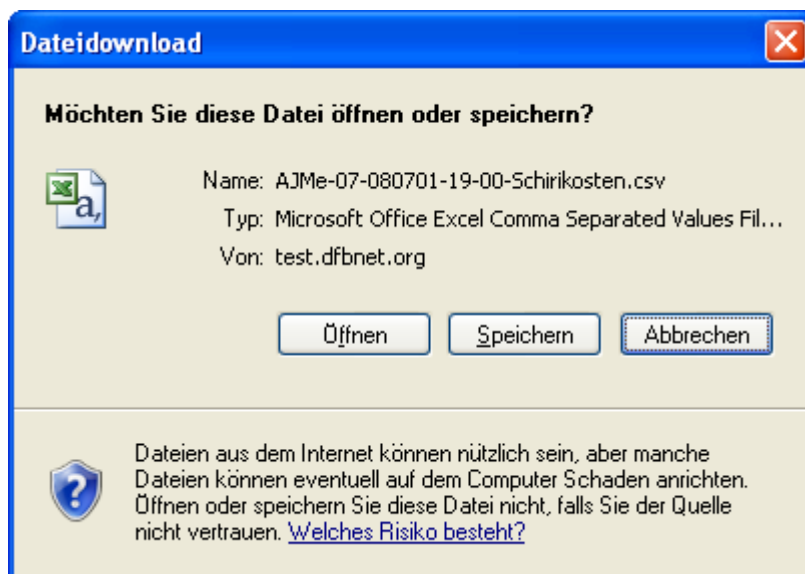 Dateidownload
Möchten Sie diese Datei öffnen oder speichern?
Name: AJMe-07-080701-19-00-Schirikosten.csv
Typ: Microsoft Office Excel Comma Separated Values Fil...
Von: test.dfbnet.org
Öffnen Speichern Abbrechen
Dateien aus dem Internet können nützlich sein, aber manche
Dateien können eventuell auf dem Computer Schaden anrichten.
Öffnen oder speichern Sie diese Datei nicht, falls Sie der Quelle
nicht vertrauen. Welches Risiko besteht?